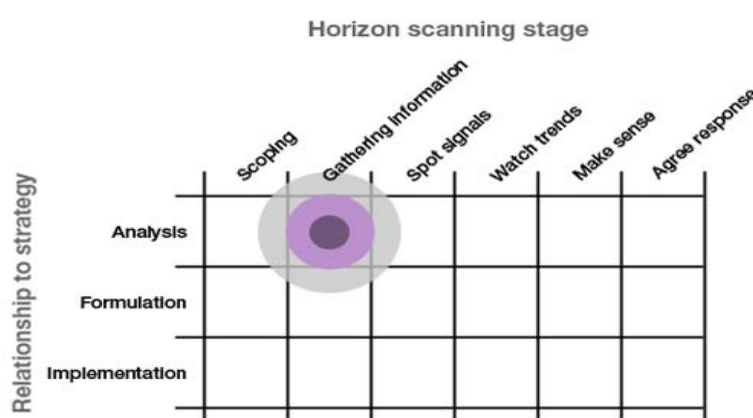 Horizon scanning stage
Scoping
Gathering information
Spot signals
Watch trends
Make sense
Agree response
Relationship to strategy
Analysis
Formulation
Implementation